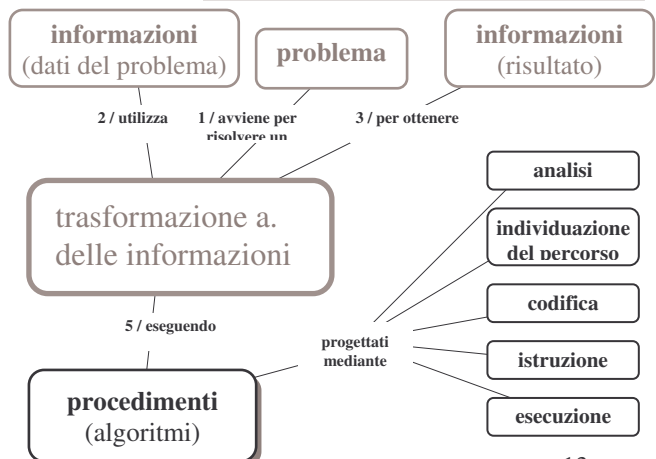 informazioni
(dati del problema)
problema
informazioni
(risultato)
2 / utilizza
1 / avviene per
risolvere un
3 / per ottenere
trasformazione a.
delle informazioni
analisi
individuazione
del percorso
codifica
istruzione
esecuzione
5 / eseguendo
progettati
mediante
procedimenti
(algoritmi)